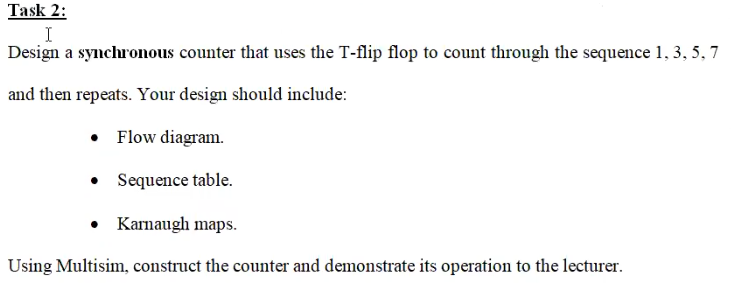 Task 2:
Design a synchronous counter that uses the T-flip flop to count through the sequence 1, 3, 5, 7
and then repeats. Your design should include:
• Flow diagram.
• Sequence table.
• Karnaugh maps.
Using Multisim, construct the counter and demonstrate its operation to the lecturer.